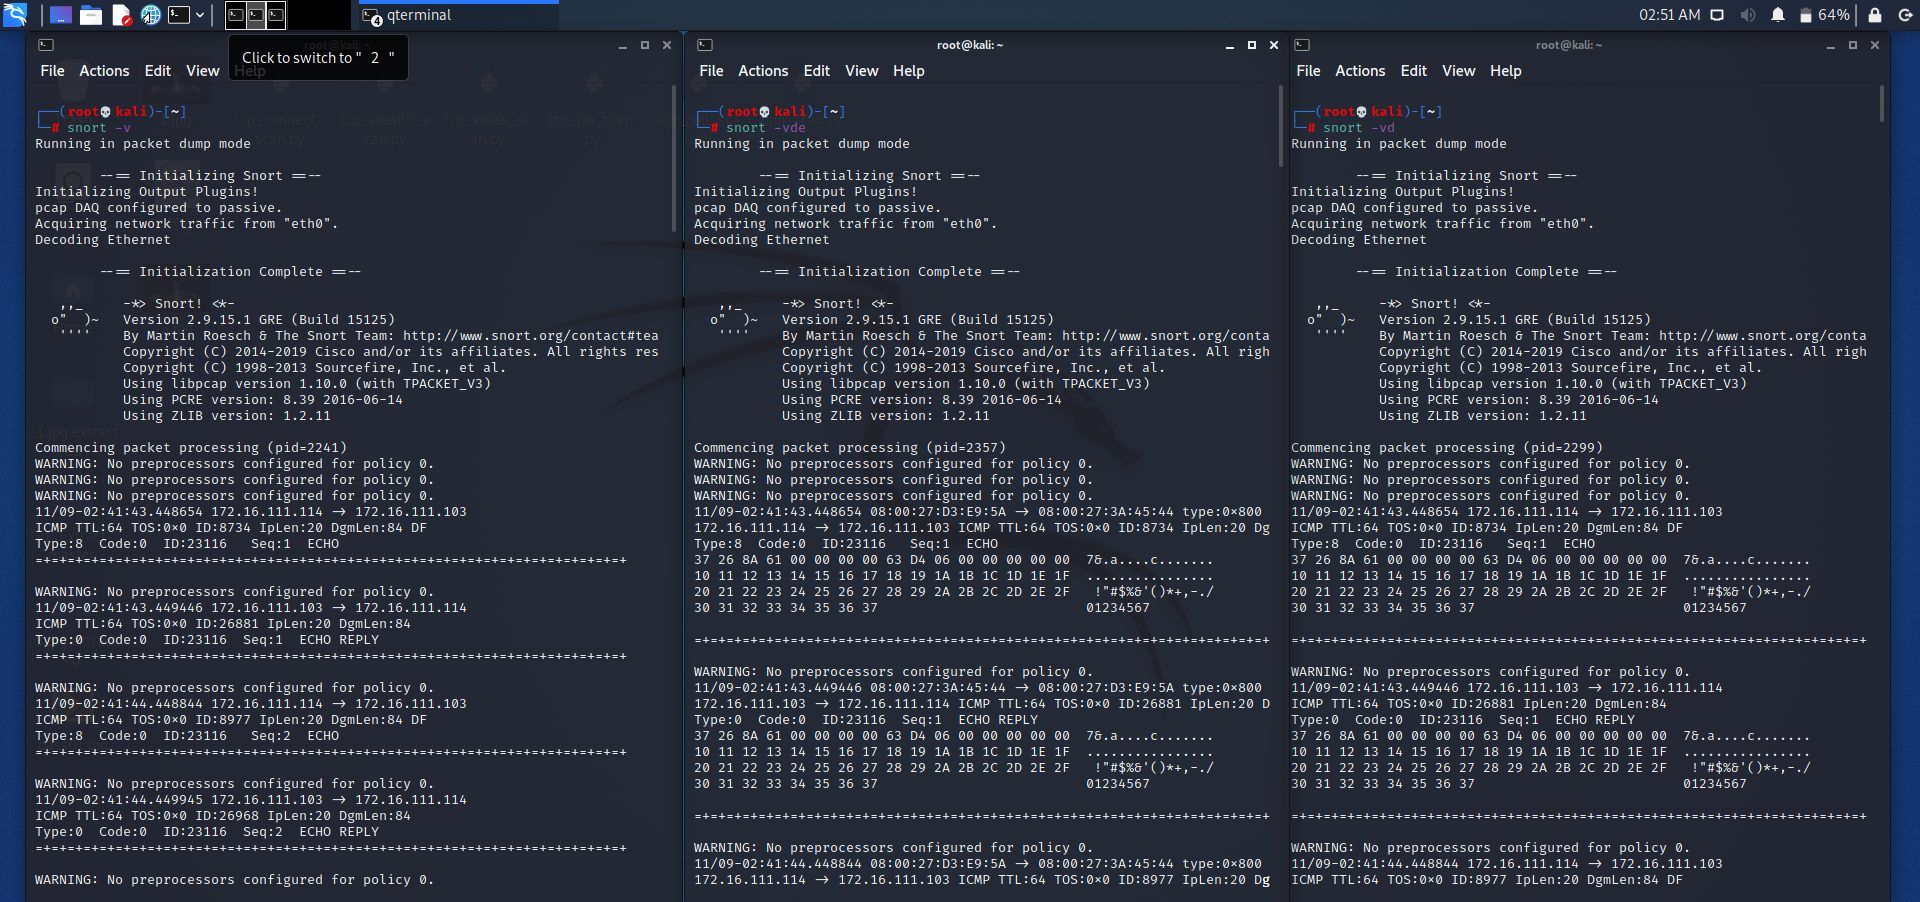 qterminal
02:51 AM
64%
Click to switch to " 2 "
root@kali: ~
File Actions Edit View Help
(root💀kali)-[~]
# snort -v
Running in packet dump mode
--== Initializing Snort ==--
Initializing Output Plugins!
pcap DAQ configured to passive.
Acquiring network traffic from "eth0".
Decoding Ethernet
--== Initialization Complete ==--
,,_ -*> Snort! <*-
o" )~ Version 2.9.15.1 GRE (Build 15125)
'''' By Martin Roesch & The Snort Team: http://www.snort.org/contact#tea
Copyright (C) 2014-2019 Cisco and/or its affiliates. All rights res
Copyright (C) 1998-2013 Sourcefire, Inc., et al.
Using libpcap version 1.10.0 (with TPACKET_V3)
Using PCRE version: 8.39 2016-06-14
Using ZLIB version: 1.2.11
Commencing packet processing (pid=2241)
WARNING: No preprocessors configured for policy 0.
WARNING: No preprocessors configured for policy 0.
WARNING: No preprocessors configured for policy 0.
11/09-02:41:43.448654 172.16.111.114 -> 172.16.111.103
ICMP TTL:64 TOS:0x0 ID:8734 IpLen:20 DgmLen:84 DF
Type:8 Code:0 ID:23116 Seq:1 ECHO
=+=+=+=+=+=+=+=+=+=+=+=+=+=+=+=+=+=+=+=+=+=+=+=+=+=+=+=+=+=+=+=+=+=+=+=+=+
WARNING: No preprocessors configured for policy 0.
11/09-02:41:43.449446 172.16.111.103 -> 172.16.111.114
ICMP TTL:64 TOS:0x0 ID:26881 IpLen:20 DgmLen:84
Type:0 Code:0 ID:23116 Seq:1 ECHO REPLY
=+=+=+=+=+=+=+=+=+=+=+=+=+=+=+=+=+=+=+=+=+=+=+=+=+=+=+=+=+=+=+=+=+=+=+=+=+
WARNING: No preprocessors configured for policy 0.
11/09-02:41:44.448844 172.16.111.114 -> 172.16.111.103
ICMP TTL:64 TOS:0x0 ID:8977 IpLen:20 DgmLen:84 DF
Type:8 Code:0 ID:23116 Seq:2 ECHO
=+=+=+=+=+=+=+=+=+=+=+=+=+=+=+=+=+=+=+=+=+=+=+=+=+=+=+=+=+=+=+=+=+=+=+=+=+
WARNING: No preprocessors configured for policy 0.
11/09-02:41:44.449945 172.16.111.103 -> 172.16.111.114
ICMP TTL:64 TOS:0x0 ID:26968 IpLen:20 DgmLen:84
Type:0 Code:0 ID:23116 Seq:2 ECHO REPLY
=+=+=+=+=+=+=+=+=+=+=+=+=+=+=+=+=+=+=+=+=+=+=+=+=+=+=+=+=+=+=+=+=+=+=+=+=+
WARNING: No preprocessors configured for policy 0.
root@kali: ~
File Actions Edit View Help
(root💀kali)-[~]
# snort -vde
Running in packet dump mode
--== Initializing Snort ==--
Initializing Output Plugins!
pcap DAQ configured to passive.
Acquiring network traffic from "eth0".
Decoding Ethernet
--== Initialization Complete ==--
,,_ -*> Snort! <*-
o" )~ Version 2.9.15.1 GRE (Build 15125)
'''' By Martin Roesch & The Snort Team: http://www.snort.org/conta
Copyright (C) 2014-2019 Cisco and/or its affiliates. All righ
Copyright (C) 1998-2013 Sourcefire, Inc., et al.
Using libpcap version 1.10.0 (with TPACKET_V3)
Using PCRE version: 8.39 2016-06-14
Using ZLIB version: 1.2.11
Commencing packet processing (pid=2357)
WARNING: No preprocessors configured for policy 0.
WARNING: No preprocessors configured for policy 0.
WARNING: No preprocessors configured for policy 0.
11/09-02:41:43.448654 08:00:27:D3:E9:5A -> 08:00:27:3A:45:44 type:0x800
172.16.111.114 -> 172.16.111.103 ICMP TTL:64 TOS:0x0 ID:8734 IpLen:20 Dg
Type:8 Code:0 ID:23116 Seq:1 ECHO
37 26 8A 61 00 00 00 00 63 D4 06 00 00 00 00 00 7&.a....c.......
10 11 12 13 14 15 16 17 18 19 1A 1B 1C 1D 1E 1F ................
20 21 22 23 24 25 26 27 28 29 2A 2B 2C 2D 2E 2F !"#$%&'()*+,-./
30 31 32 33 34 35 36 37 01234567
=+=+=+=+=+=+=+=+=+=+=+=+=+=+=+=+=+=+=+=+=+=+=+=+=+=+=+=+=+=+=+=+=+=+=+=+
WARNING: No preprocessors configured for policy 0.
11/09-02:41:43.449446 08:00:27:3A:45:44 -> 08:00:27:D3:E9:5A type:0x800
172.16.111.103 -> 172.16.111.114 ICMP TTL:64 TOS:0x0 ID:26881 IpLen:20 D
Type:0 Code:0 ID:23116 Seq:1 ECHO REPLY
37 26 8A 61 00 00 00 00 63 D4 06 00 00 00 00 00 7&.a....c.......
10 11 12 13 14 15 16 17 18 19 1A 1B 1C 1D 1E 1F ................
20 21 22 23 24 25 26 27 28 29 2A 2B 2C 2D 2E 2F !"#$%&'()*+,-./
30 31 32 33 34 35 36 37 01234567
=+=+=+=+=+=+=+=+=+=+=+=+=+=+=+=+=+=+=+=+=+=+=+=+=+=+=+=+=+=+=+=+=+=+=+=+
WARNING: No preprocessors configured for policy 0.
11/09-02:41:44.448844 08:00:27:D3:E9:5A -> 08:00:27:3A:45:44 type:0x800
172.16.111.114 -> 172.16.111.103 ICMP TTL:64 TOS:0x0 ID:8977 IpLen:20 Dg
root@kali: ~
File Actions Edit View Help
(root💀kali)-[~]
# snort -vd
Running in packet dump mode
--== Initializing Snort ==--
Initializing Output Plugins!
pcap DAQ configured to passive.
Acquiring network traffic from "eth0".
Decoding Ethernet
--== Initialization Complete ==--
,,_ -*> Snort! <*-
o" )~ Version 2.9.15.1 GRE (Build 15125)
'''' By Martin Roesch & The Snort Team: http://www.snort.org/conta
Copyright (C) 2014-2019 Cisco and/or its affiliates. All righ
Copyright (C) 1998-2013 Sourcefire, Inc., et al.
Using libpcap version 1.10.0 (with TPACKET_V3)
Using PCRE version: 8.39 2016-06-14
Using ZLIB version: 1.2.11
Commencing packet processing (pid=2299)
WARNING: No preprocessors configured for policy 0.
WARNING: No preprocessors configured for policy 0.
WARNING: No preprocessors configured for policy 0.
11/09-02:41:43.448654 172.16.111.114 -> 172.16.111.103
ICMP TTL:64 TOS:0x0 ID:8734 IpLen:20 DgmLen:84 DF
Type:8 Code:0 ID:23116 Seq:1 ECHO
37 26 8A 61 00 00 00 00 63 D4 06 00 00 00 00 00 7&.a....c.......
10 11 12 13 14 15 16 17 18 19 1A 1B 1C 1D 1E 1F ................
20 21 22 23 24 25 26 27 28 29 2A 2B 2C 2D 2E 2F !"#$%&'()*+,-./
30 31 32 33 34 35 36 37 01234567
=+=+=+=+=+=+=+=+=+=+=+=+=+=+=+=+=+=+=+=+=+=+=+=+=+=+=+=+=+=+=+=+=+=+=+=+
WARNING: No preprocessors configured for policy 0.
11/09-02:41:43.449446 172.16.111.103 -> 172.16.111.114
ICMP TTL:64 TOS:0x0 ID:26881 IpLen:20 DgmLen:84
Type:0 Code:0 ID:23116 Seq:1 ECHO REPLY
37 26 8A 61 00 00 00 00 63 D4 06 00 00 00 00 00 7&.a....c.......
10 11 12 13 14 15 16 17 18 19 1A 1B 1C 1D 1E 1F ................
20 21 22 23 24 25 26 27 28 29 2A 2B 2C 2D 2E 2F !"#$%&'()*+,-./
30 31 32 33 34 35 36 37 01234567
=+=+=+=+=+=+=+=+=+=+=+=+=+=+=+=+=+=+=+=+=+=+=+=+=+=+=+=+=+=+=+=+=+=+=+=+
WARNING: No preprocessors configured for policy 0.
11/09-02:41:44.448844 172.16.111.114 -> 172.16.111.103
ICMP TTL:64 TOS:0x0 ID:8977 IpLen:20 DgmLen:84 DF